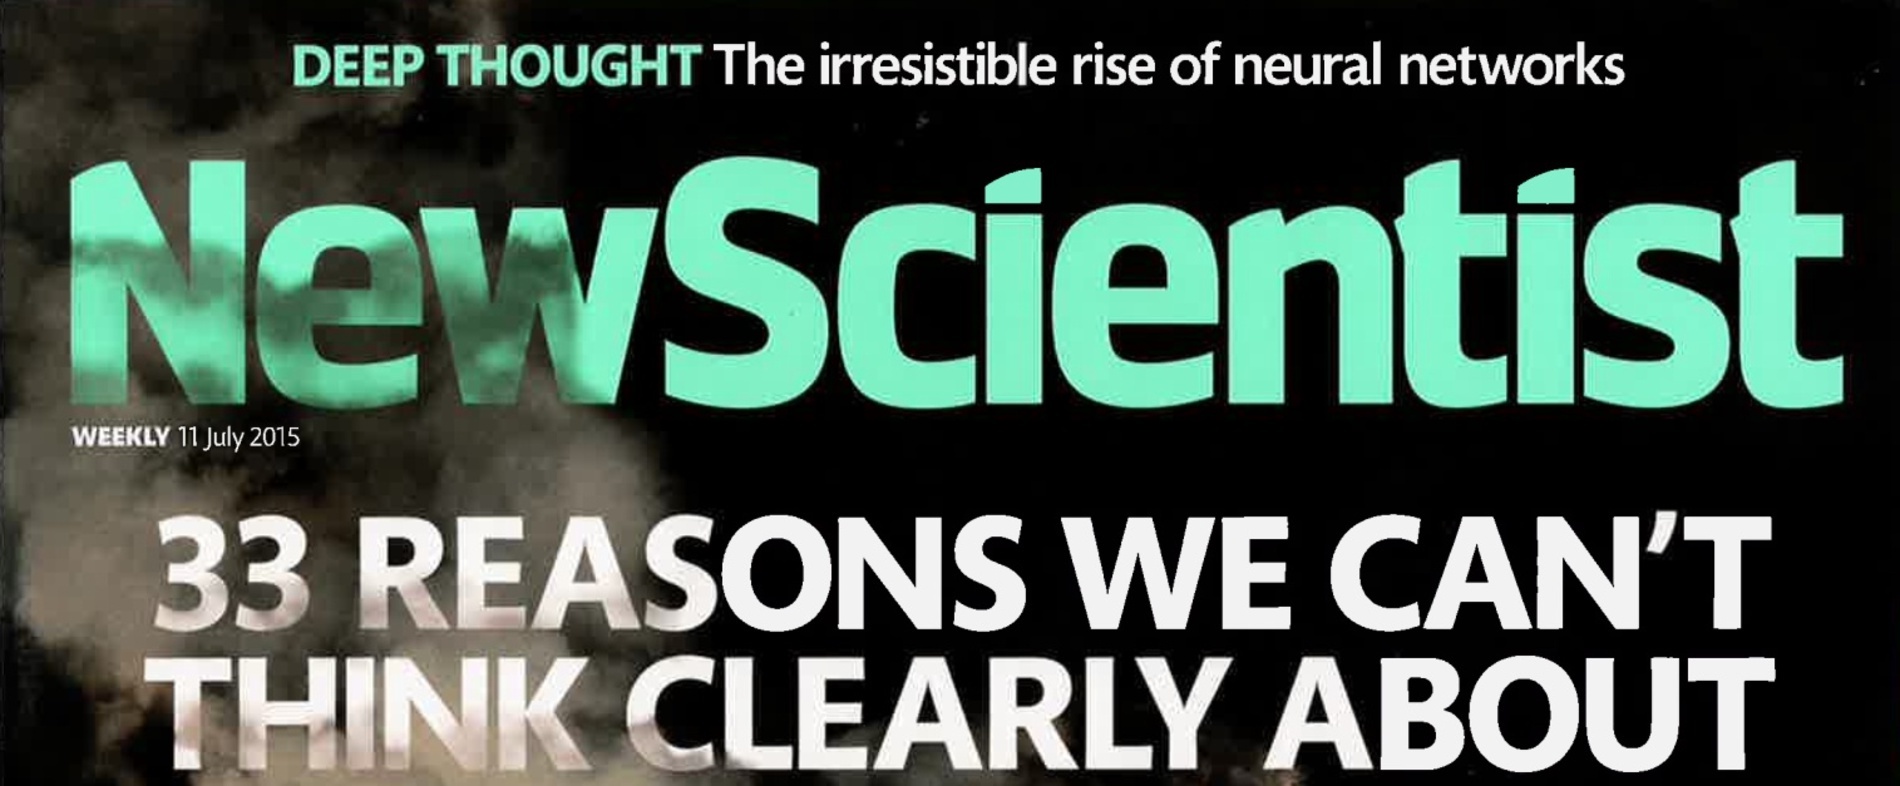 DEEP THOUGHT The irresistible rise of neural networks
NewScientist
WEEKLY 11 July 2015
33 REASONS WE CAN'T
THINK CLEARLY ABOUT